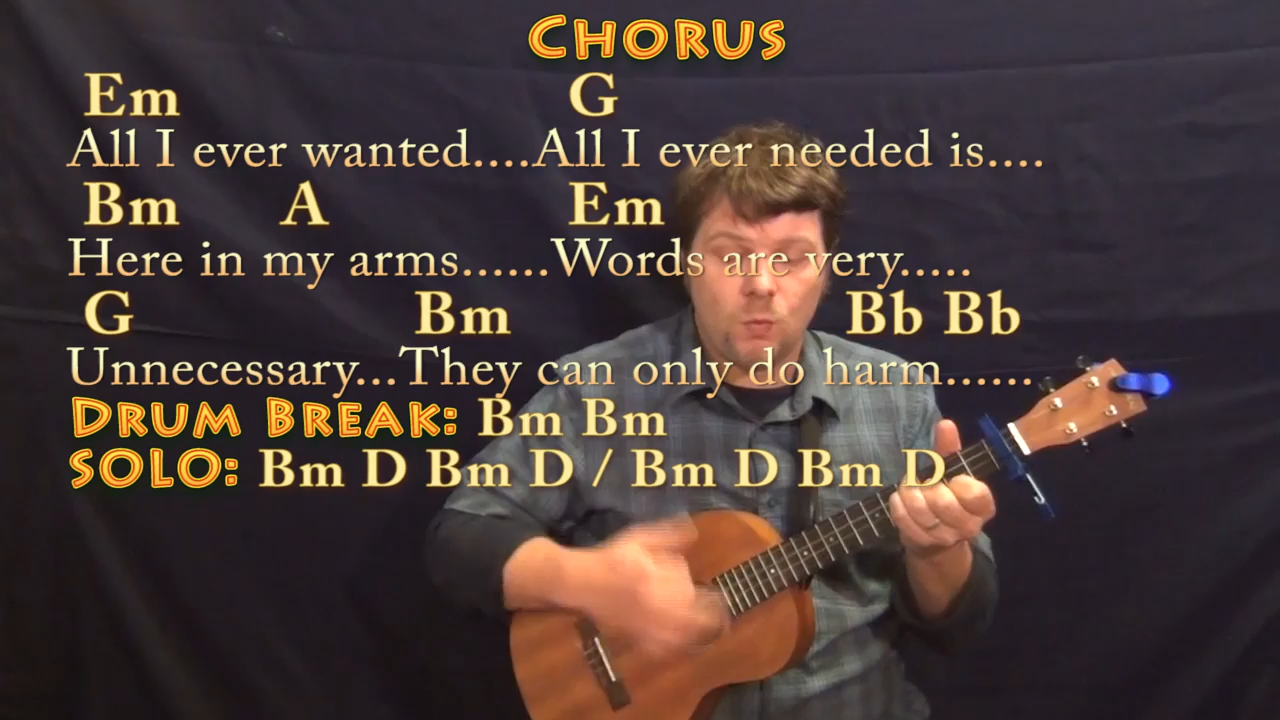 CHORUS
Em G
All I ever wanted....All I ever needed is....
Bm A Em
Here in my arms......Words are very.....
G Bm Bb Bb
Unnecessary...They can only do harm......
DRUM BREAK: Bm Bm
SOLO: Bm D Bm D / Bm D Bm D